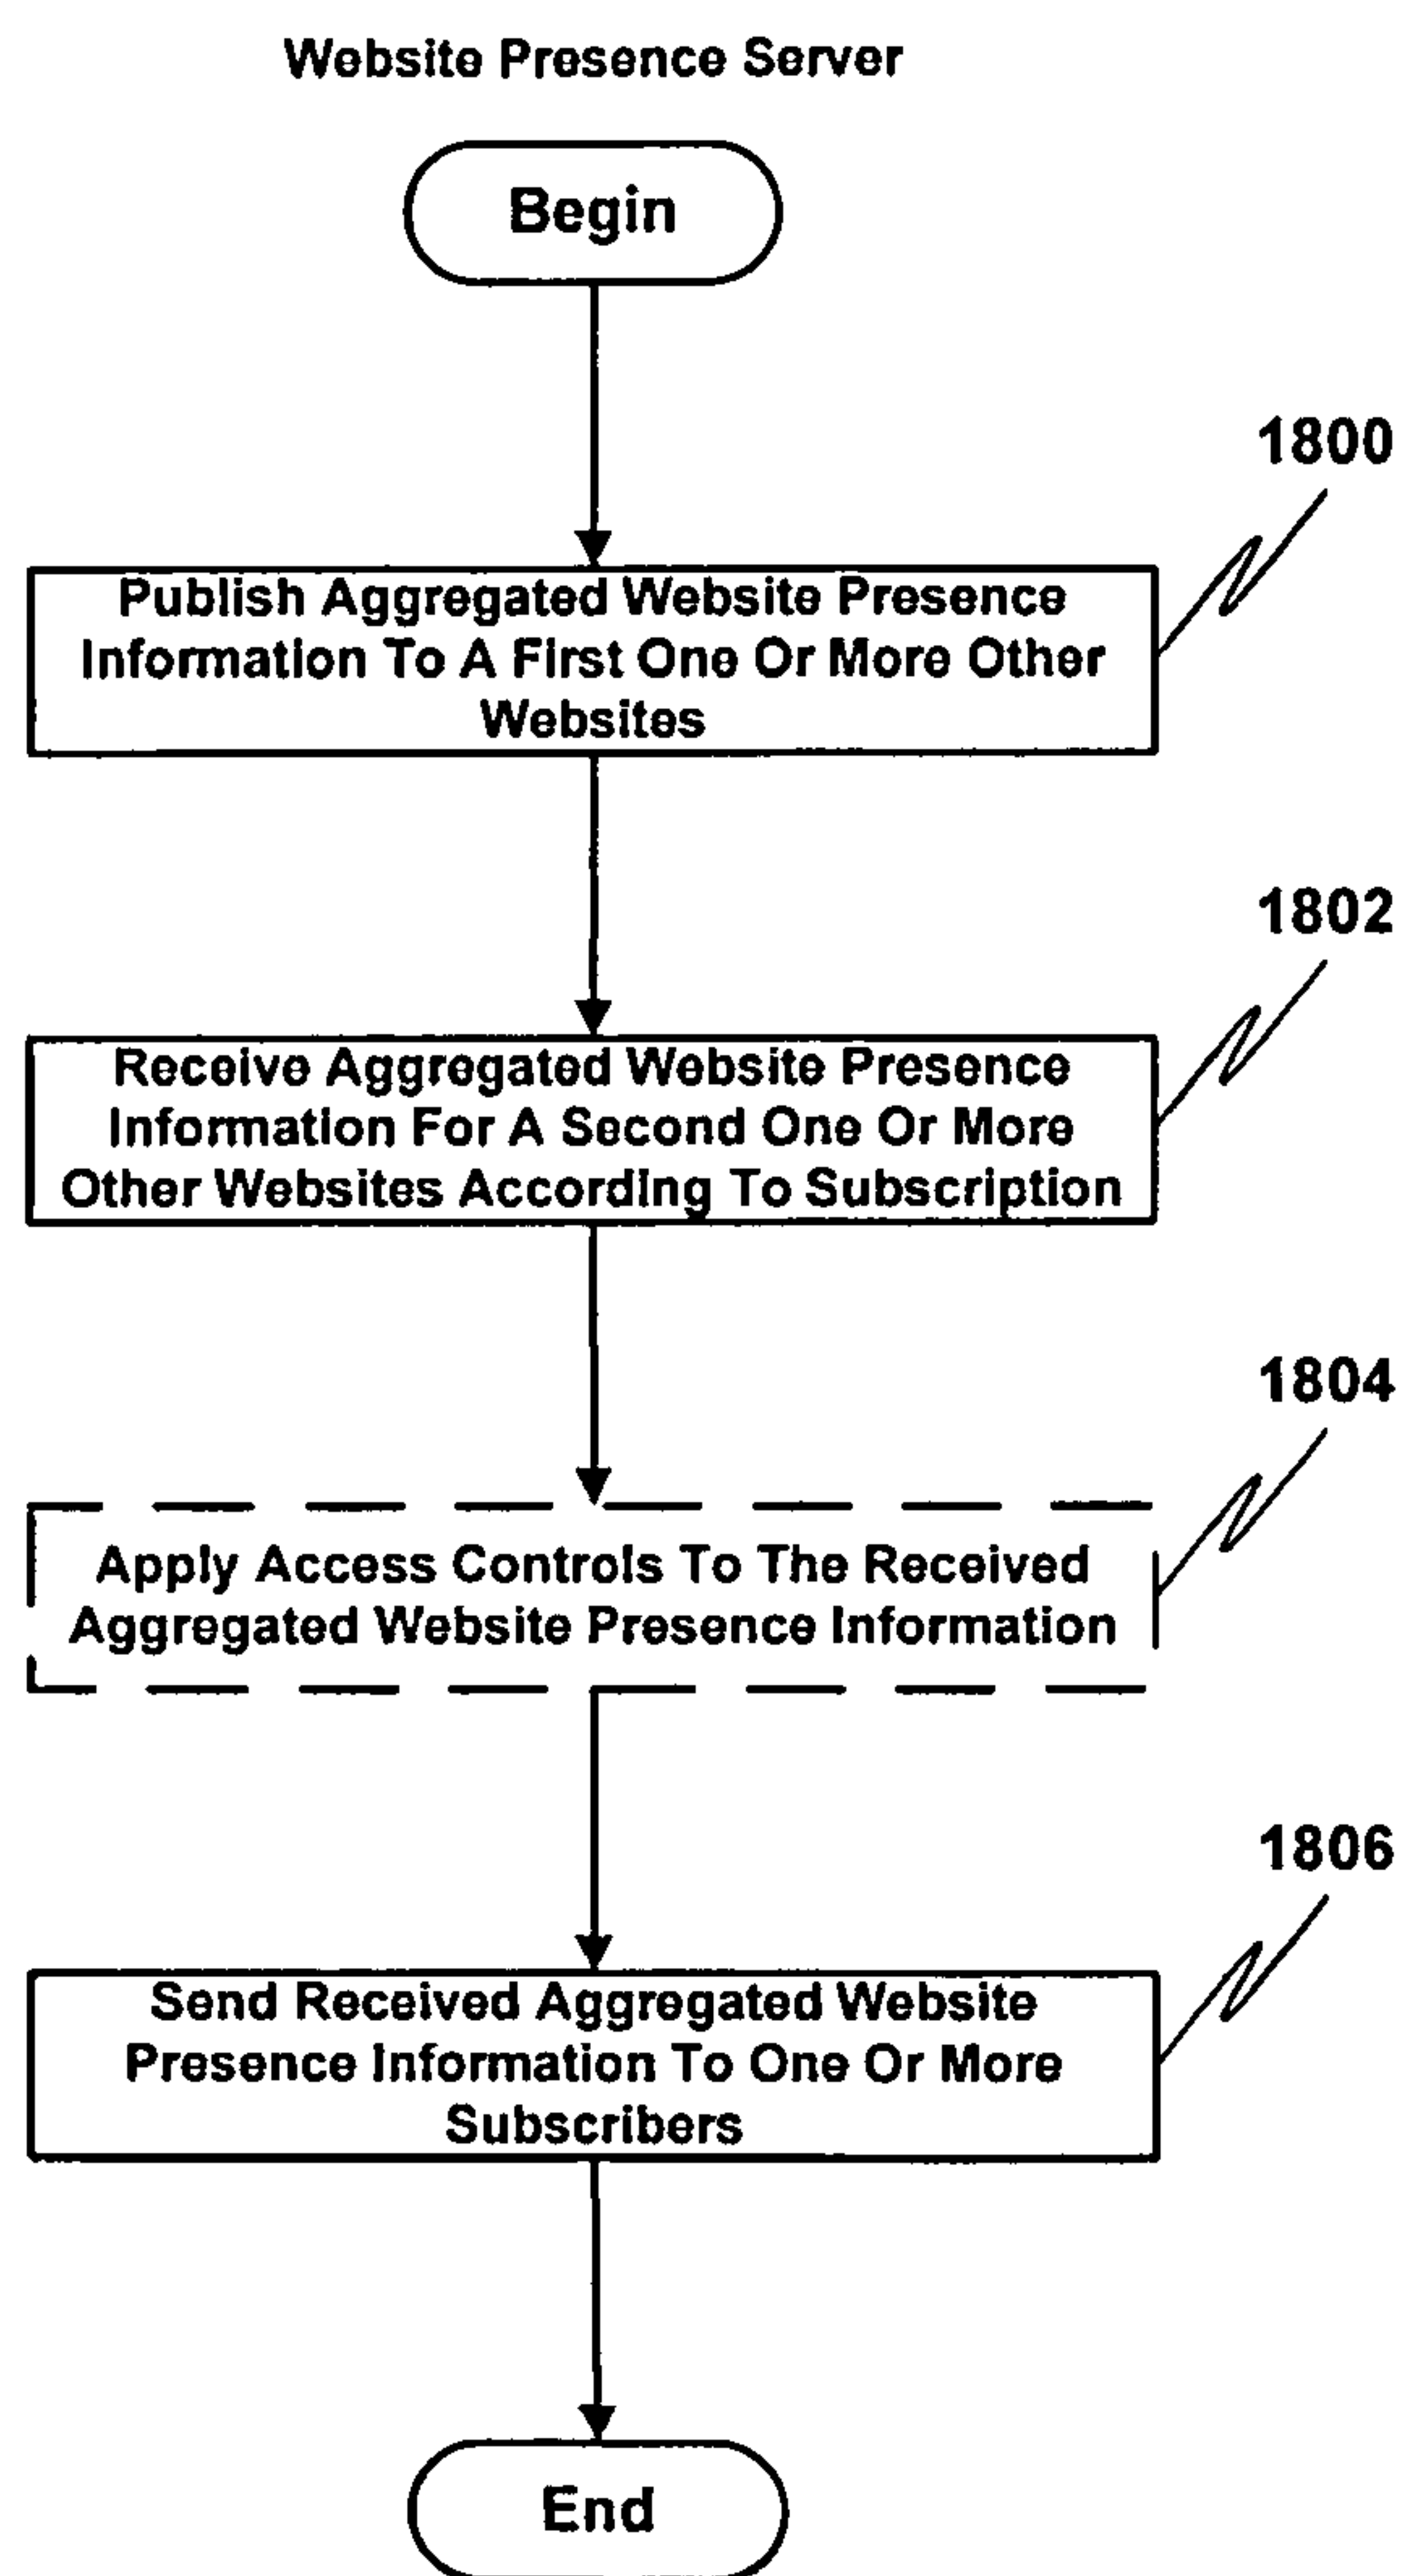 Website Presence Server
Begin
1800
Publish Aggregated Website Presence
Information To A First One Or More Other
Websites
1802
Receive Aggregated Website Presence
Information For A Second One Or More
Other Websites According To Subscription
1804
Apply Access Controls To The Received
Aggregated Website Presence Information
1806
Send Received Aggregated Website
Presence Information To One Or More
Subscribers
End